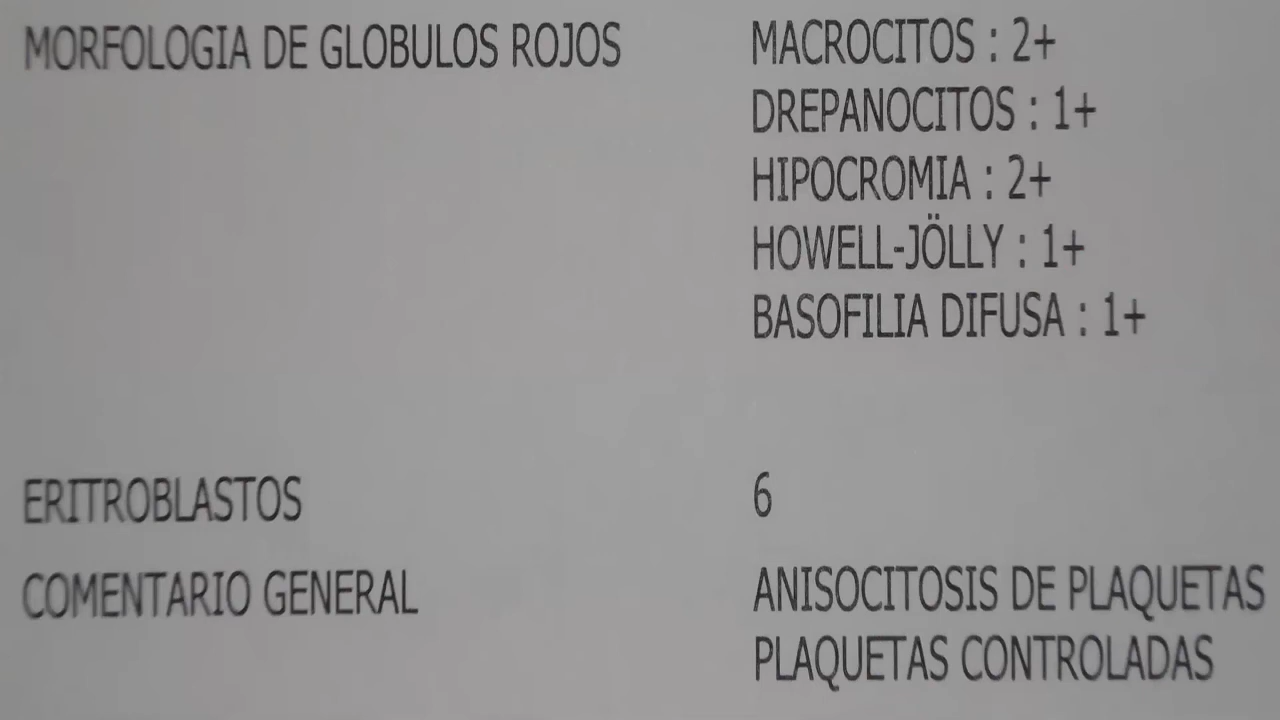 MORFOLOGIA DE GLOBULOS ROJOS MACROCITOS : 2+
DREPANOCITOS : 1+
HIPOCROMIA : 2+
HOWELL-JÖLLY : 1+
BASOFILIA DIFUSA : 1+
ERITROBLASTOS 6
COMENTARIO GENERAL ANISOCITOSIS DE PLAQUETAS
PLAQUETAS CONTROLADAS